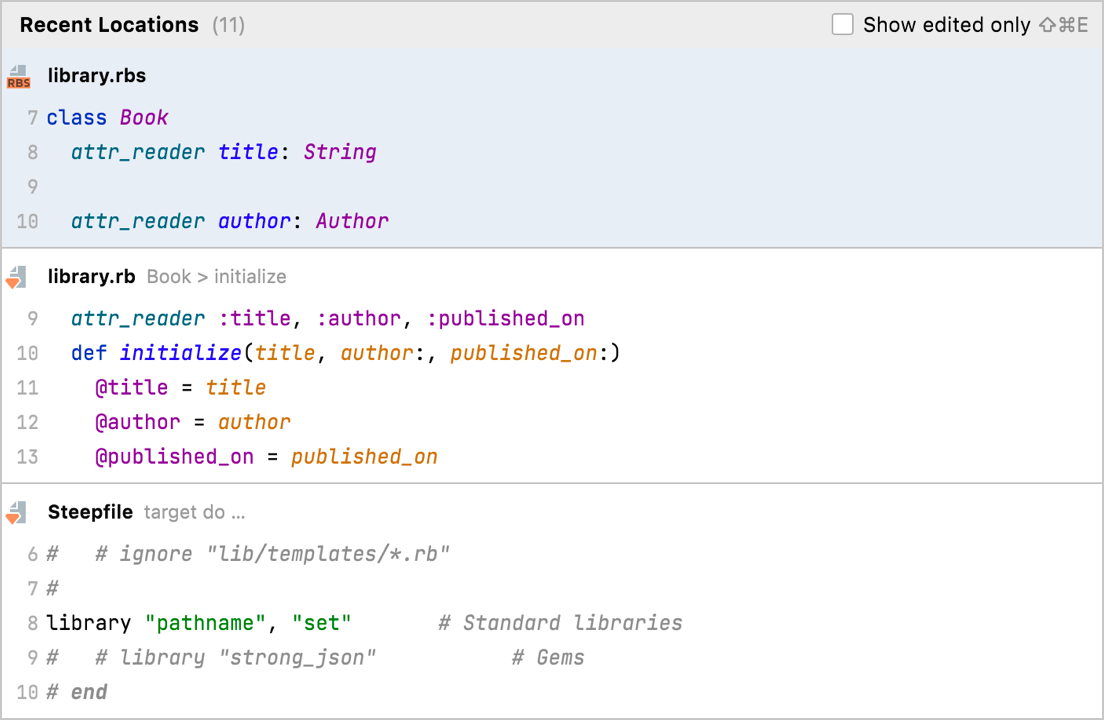 Recent Locations (11) Show edited only ⇧⌘E
RBS library.rbs
7 class Book
8 attr_reader title: String
9
10 attr_reader author: Author
library.rb Book > initialize
9 attr_reader :title, :author, :published_on
10 def initialize(title, author:, published_on:)
11 @title = title
12 @author = author
13 @published_on = published_on
Steepfile target do ...
6 # # ignore "lib/templates/*.rb"
7 #
8 library "pathname", "set" # Standard libraries
9 # # library "strong_json" # Gems
10 # end